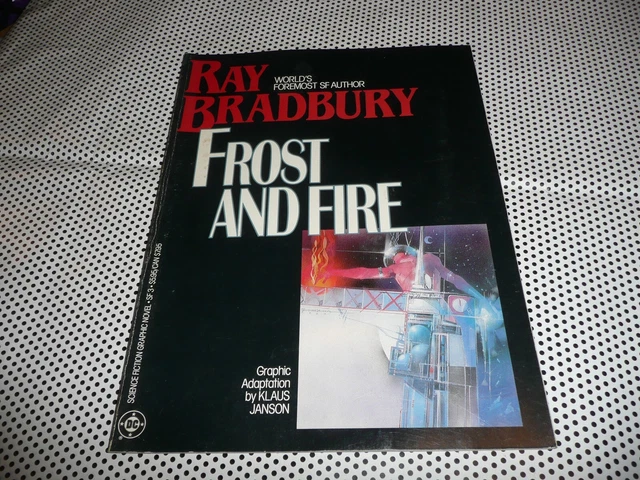 RAY
WORLD'S
FOREMOST SF AUTHOR
BRADBURY
FROST
AND FIRE
Graphic
Adaptation
by KLAUS
JANSON
SCIENCE FICTION GRAPHIC NOVEL • SF 3 • $5.95/CAN $7.95
DC